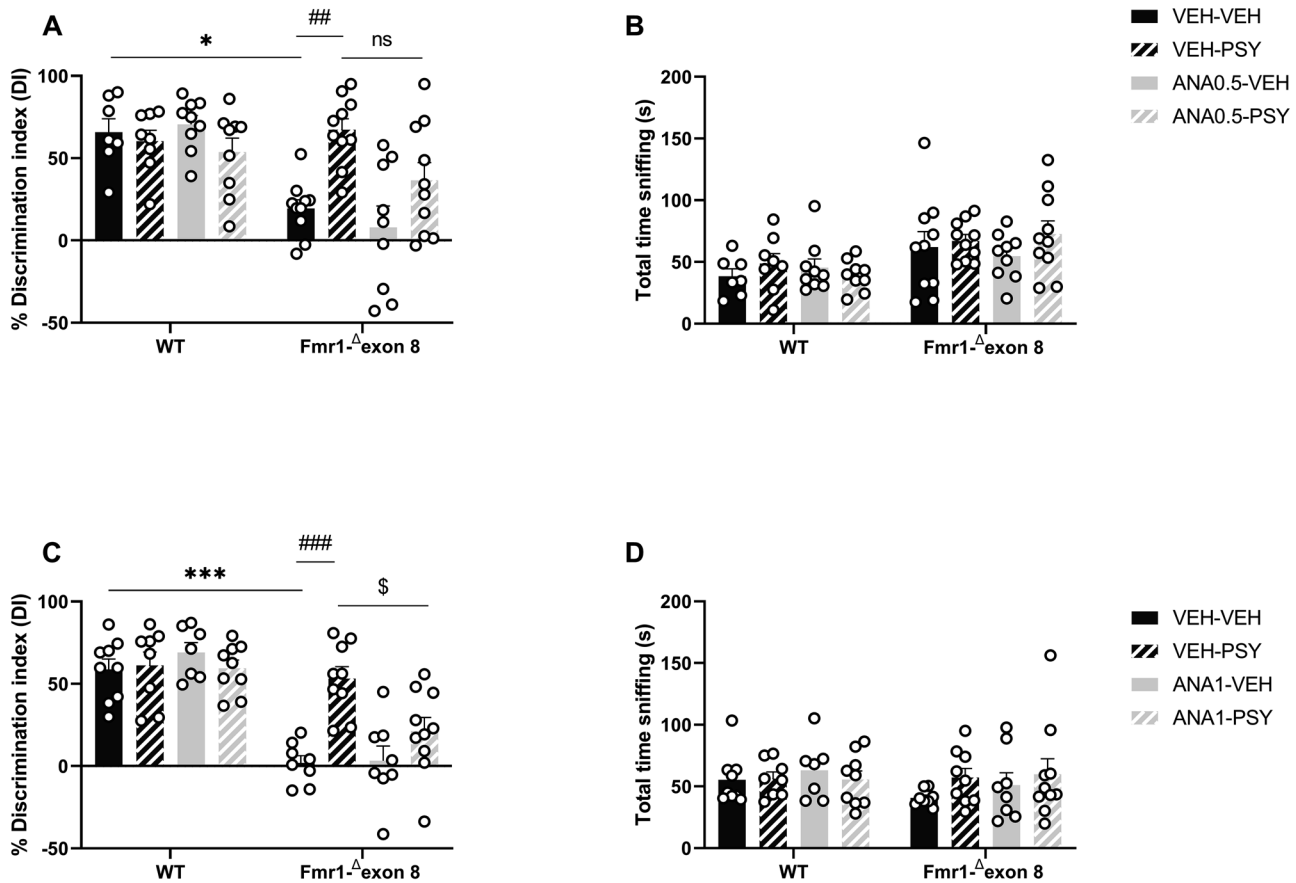 A
##
*
ns
% Discrimination index (DI)
100
50
0
-50
WT
Fmr1-Δexon 8
B
Total time sniffing (s)
200
150
100
50
0
WT
Fmr1-Δexon 8
VEH-VEH
VEH-PSY
ANA0.5-VEH
ANA0.5-PSY
C
###
***
$
% Discrimination index (DI)
100
50
0
-50
WT
Fmr1-Δexon 8
D
Total time sniffing (s)
200
150
100
50
0
WT
Fmr1-Δexon 8
VEH-VEH
VEH-PSY
ANA1-VEH
ANA1-PSY